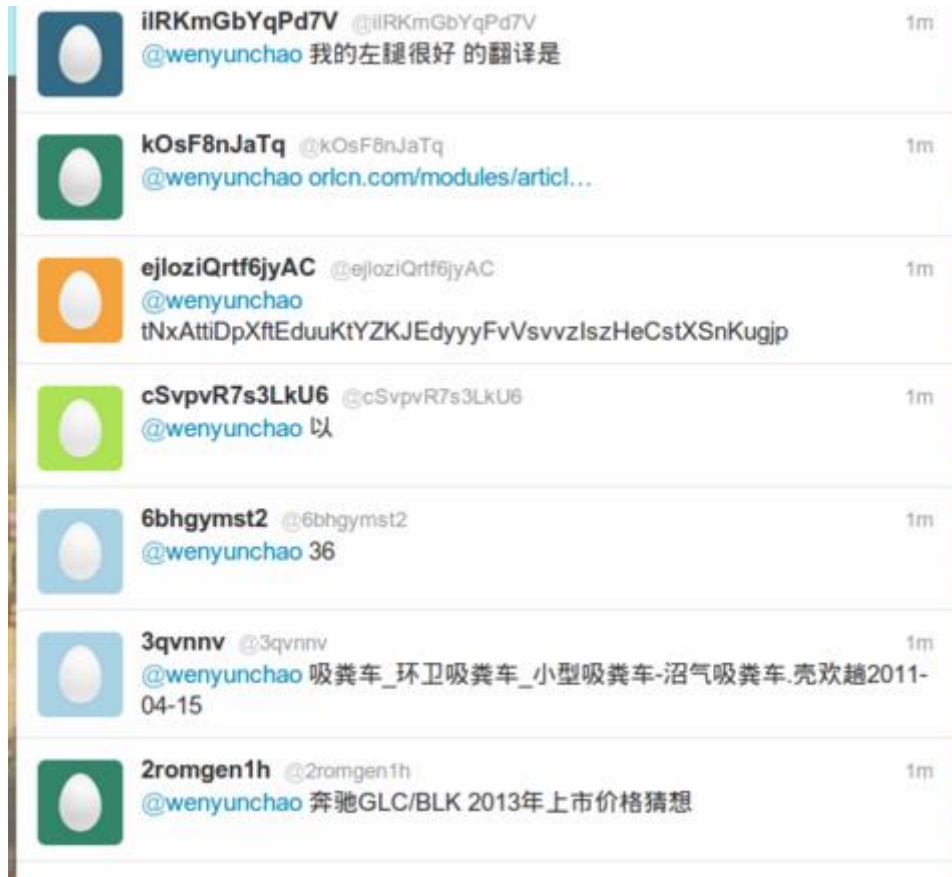 ilRKmGbYqPd7V @ilRKmGbYqPd7V 1m
@wenyunchao 我的左腿很好 的翻译是
kOsF8nJaTq @kOsF8nJaTq 1m
@wenyunchao orlcn.com/modules/articl…
ejloziQrtf6jyAC @ejloziQrtf6jyAC 1m
@wenyunchao
tNxAttiDpXftEduuKtYZKJEdyyyFvVsvvzIszHeCstXSnKugjp
cSvpvR7s3LkU6 @cSvpvR7s3LkU6 1m
@wenyunchao 以
6bhgymst2 @6bhgymst2 1m
@wenyunchao 36
3qvnnv @3qvnnv 1m
@wenyunchao 吸粪车_环卫吸粪车_小型吸粪车-沼气吸粪车.壳欢趙2011-
04-15
2romgen1h @2romgen1h 1m
@wenyunchao 奔驰GLC/BLK 2013年上市价格猜想